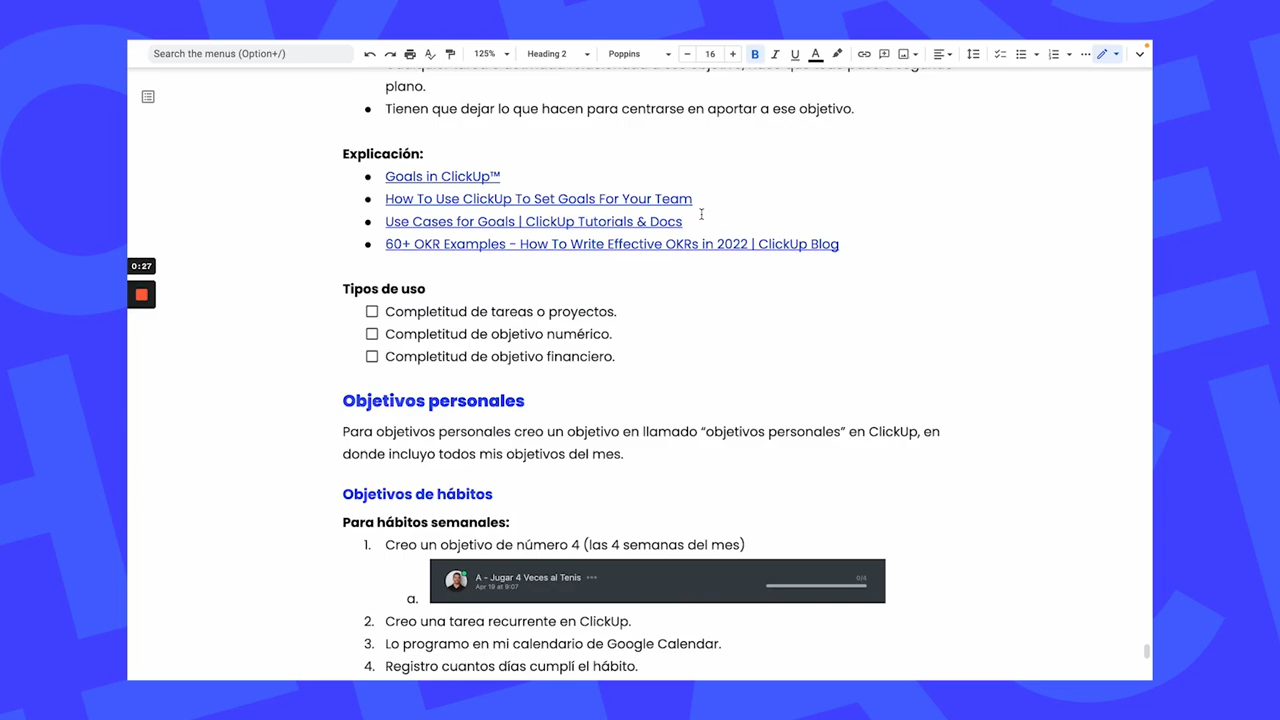 Search the menus (Option+/)
125%
Heading 2
Poppins
16
B
I
U
A
plano.
Tienen que dejar lo que hacen para centrarse en aportar a ese objetivo.
Explicación:
Goals in ClickUp™
How To Use ClickUp To Set Goals For Your Team
Use Cases for Goals | ClickUp Tutorials & Docs
60+ OKR Examples - How To Write Effective OKRs in 2022 | ClickUp Blog
0:27
Tipos de uso
Completitud de tareas o proyectos.
Completitud de objetivo numérico.
Completitud de objetivo financiero.
Objetivos personales
Para objetivos personales creo un objetivo en llamado “objetivos personales” en ClickUp, en
donde incluyo todos mis objetivos del mes.
Objetivos de hábitos
Para hábitos semanales:
1. Creo un objetivo de número 4 (las 4 semanas del mes)
A - Jugar 4 Veces al Tenis
Apr 19 at 9:07
0/4
a.
2. Creo una tarea recurrente en ClickUp.
3. Lo programo en mi calendario de Google Calendar.
4. Registro cuantos días cumplí el hábito.